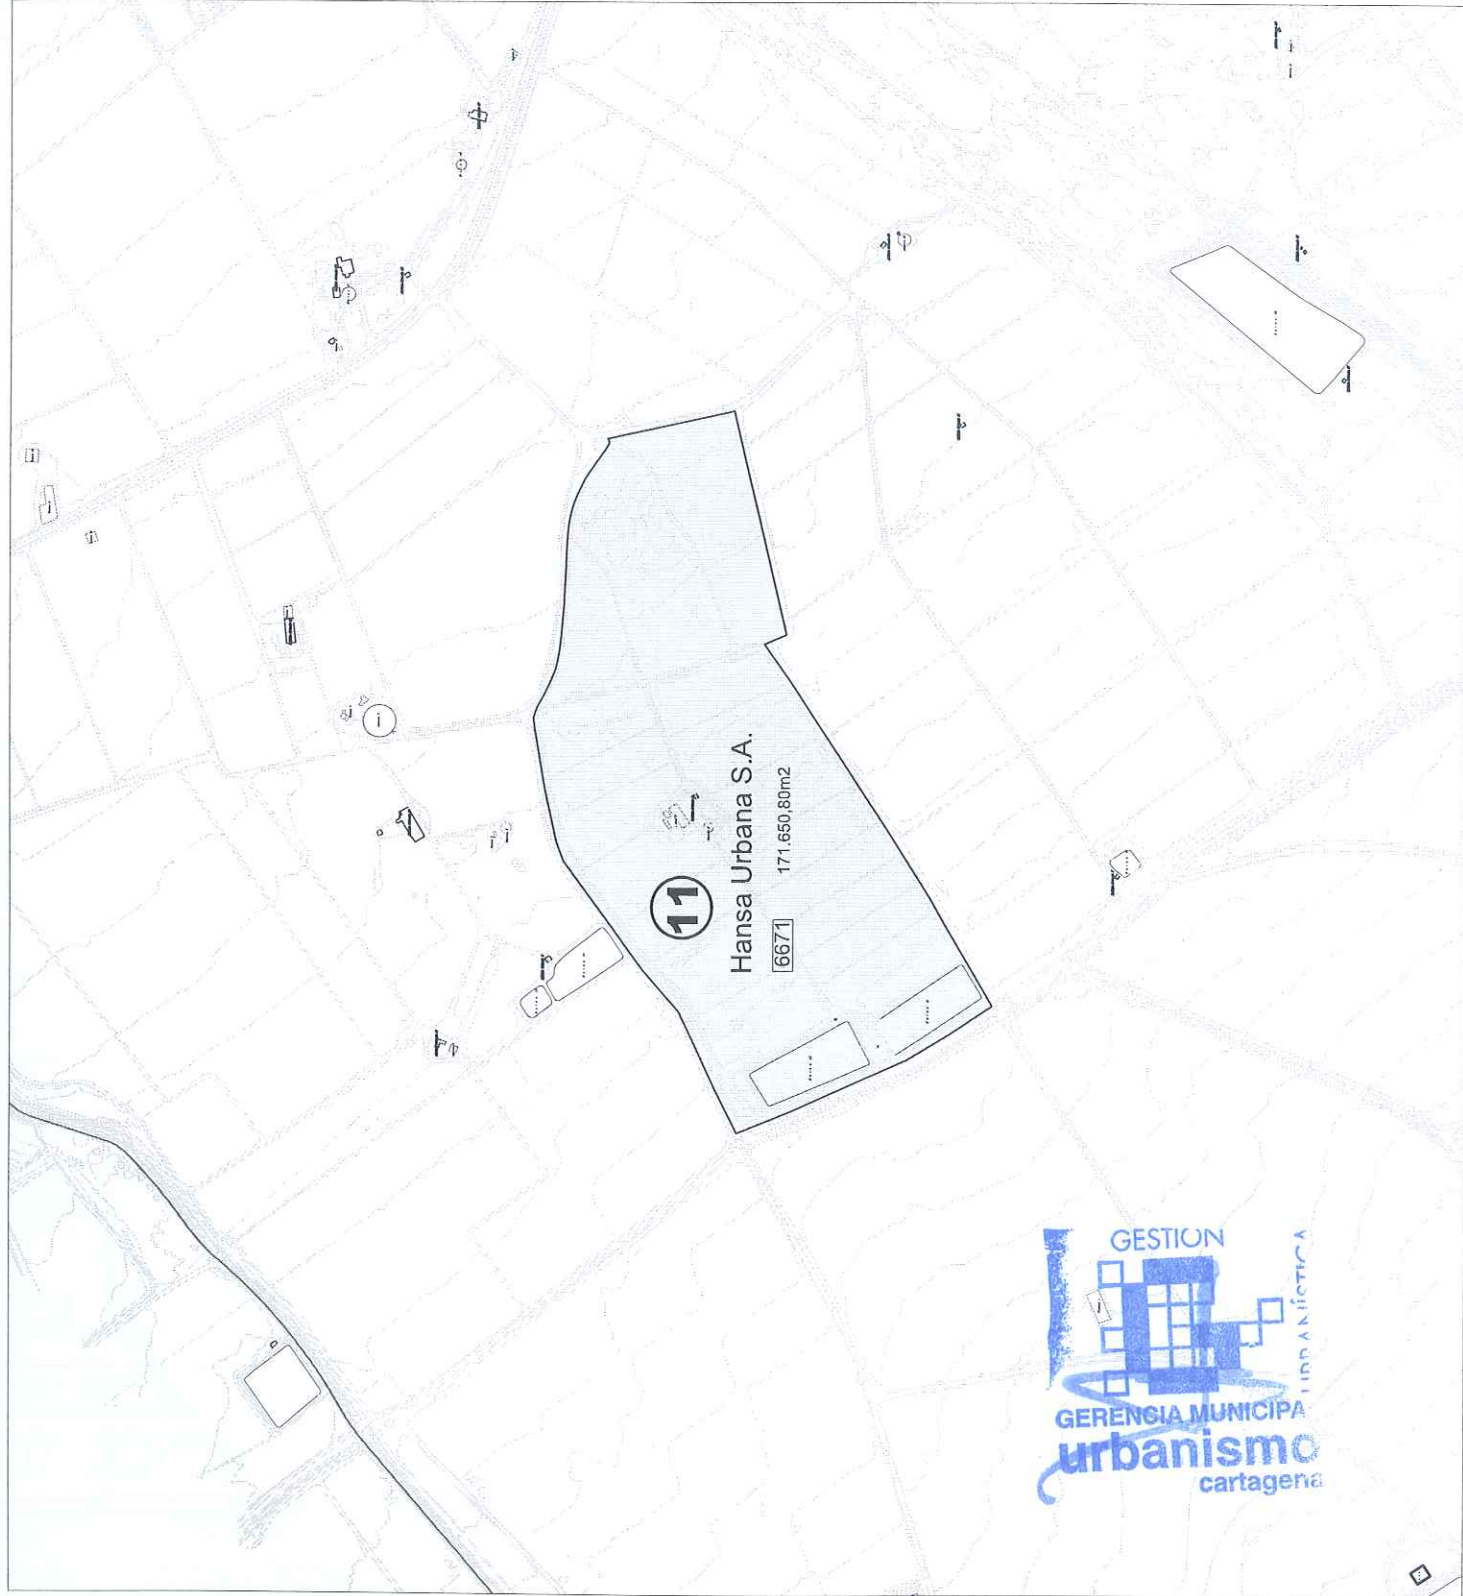 11
Hansa Urbana S.A.
6671
171.650,80m2
GESTION
URBANÍSTICA
GERENCIA MUNICIPA
urbanismo
cartagena